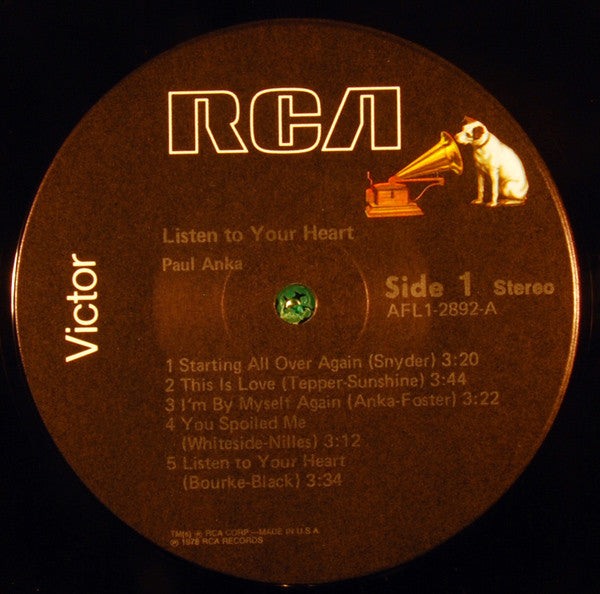 RCA
Victor
Listen to Your Heart
Paul Anka
Side 1 Stereo
AFL1-2892-A
1 Starting All Over Again (Snyder) 3:20
2 This Is Love (Tepper-Sunshine) 3:44
3 I'm By Myself Again (Anka-Foster) 3:22
4 You Spoiled Me
(Whiteside-Nilles) 3:12
5 Listen to Your Heart
(Bourke-Black) 3:34
TM(s) ® RCA CORP.—MADE IN U.S.A.
℗ 1978 RCA RECORDS